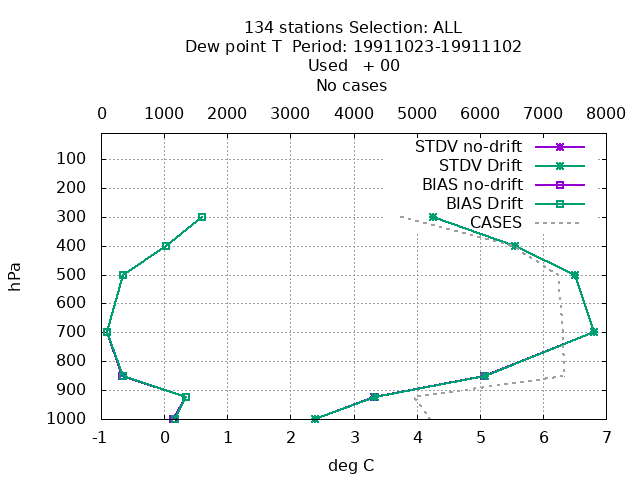 134 stations Selection: ALL
Dew point T  Period: 19911023-19911102
Used   + 00
No cases
0 1000 2000 3000 4000 5000 6000 7000 8000
STDV no-drift
STDV Drift
BIAS no-drift
BIAS Drift
CASES
100
200
300
400
500
600
700
800
900
1000
hPa
-1 0 1 2 3 4 5 6 7
deg C